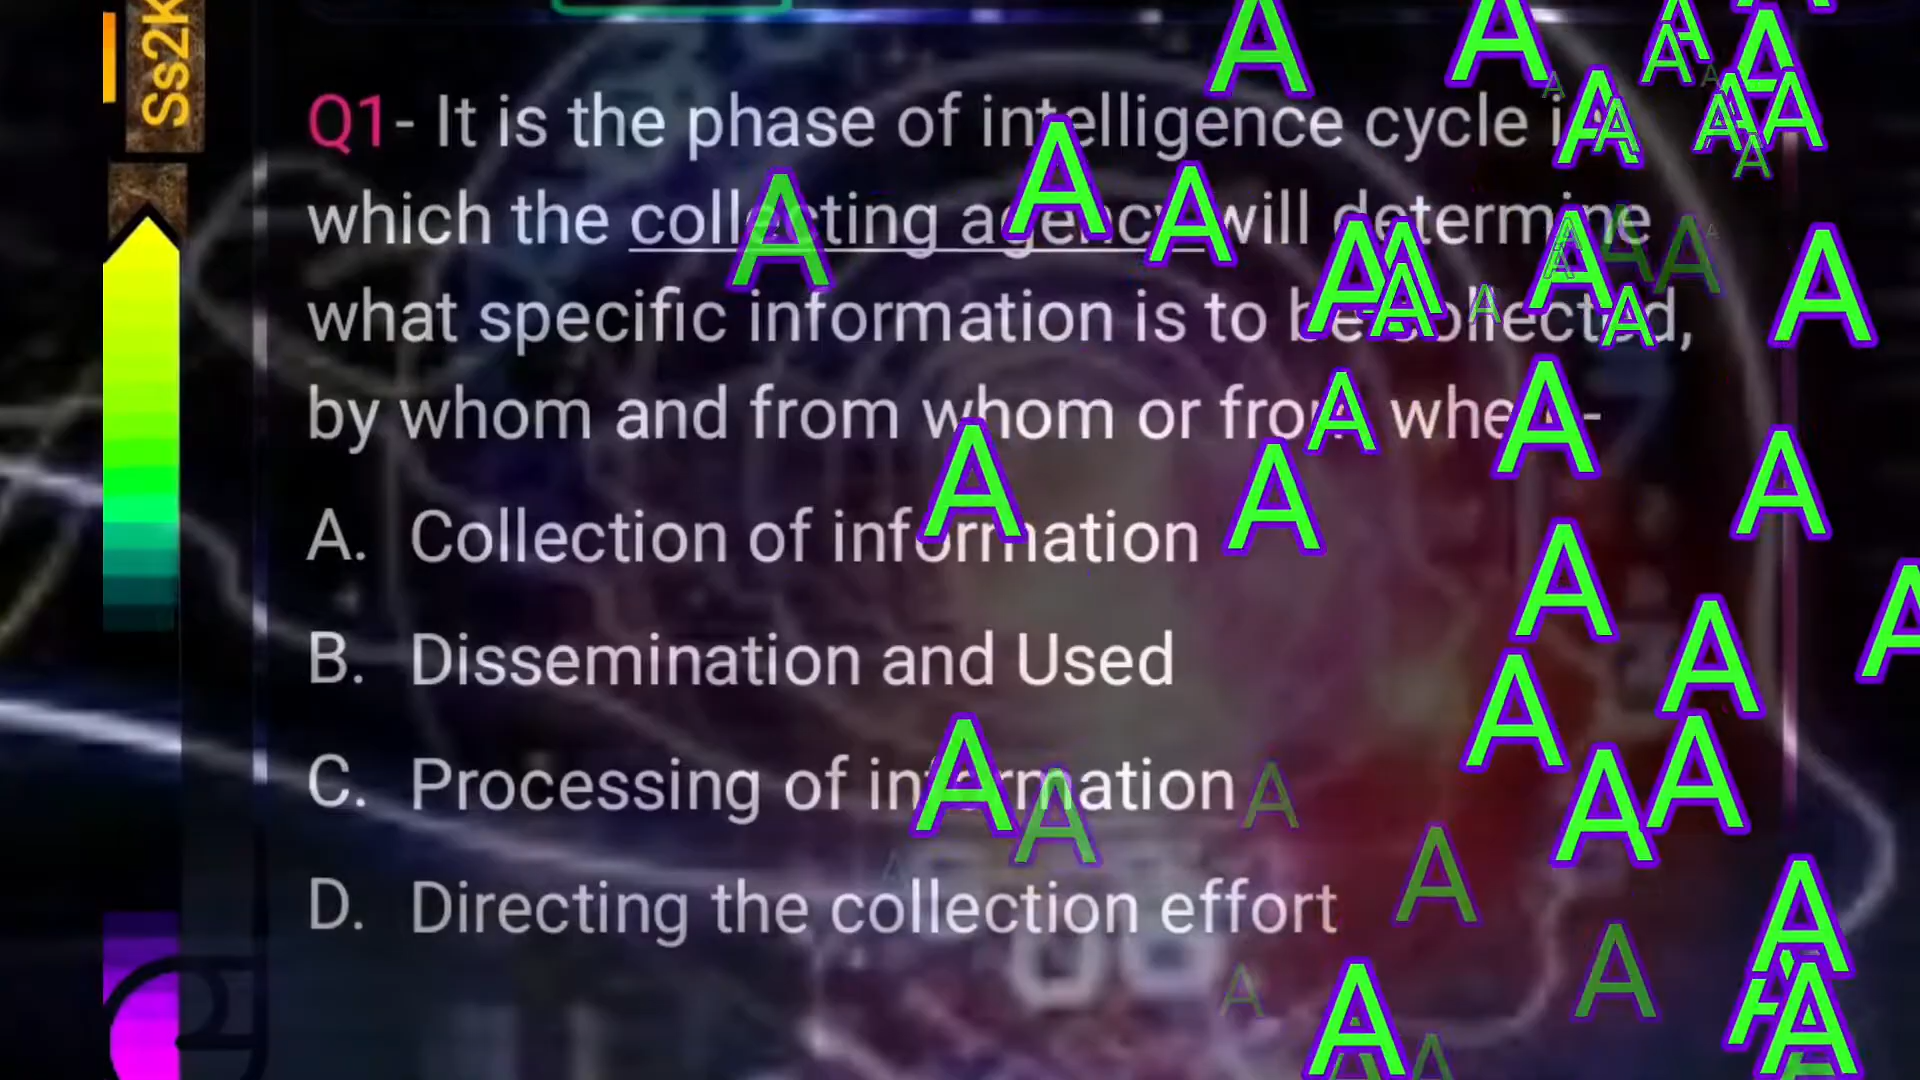 Ss2K
Q1- It is the phase of intelligence cycle in
which the collecting agency will determine
what specific information is to be collected,
by whom and from whom or from when-
A. Collection of information
B. Dissemination and Used
C. Processing of information
D. Directing the collection effort